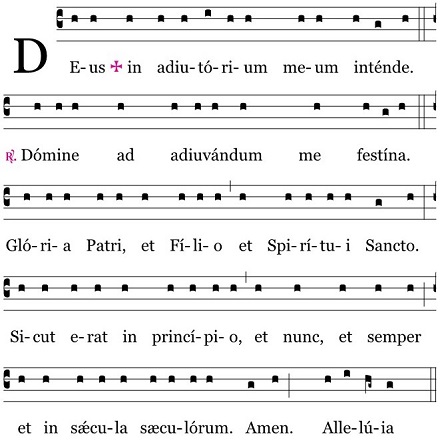 DE-us ✠ in adiu-tó-ri-um me-um inténde.
℟. Dómine ad adiuvándum me festína.
Gló-ri-a Patri, et Fí-li-o et Spi-rí-tu-i Sancto.
Si-cut e-rat in princí-pi-o, et nunc, et semper
et in sǽcu-la sæcu-lórum. Amen. Alle-lú-ia